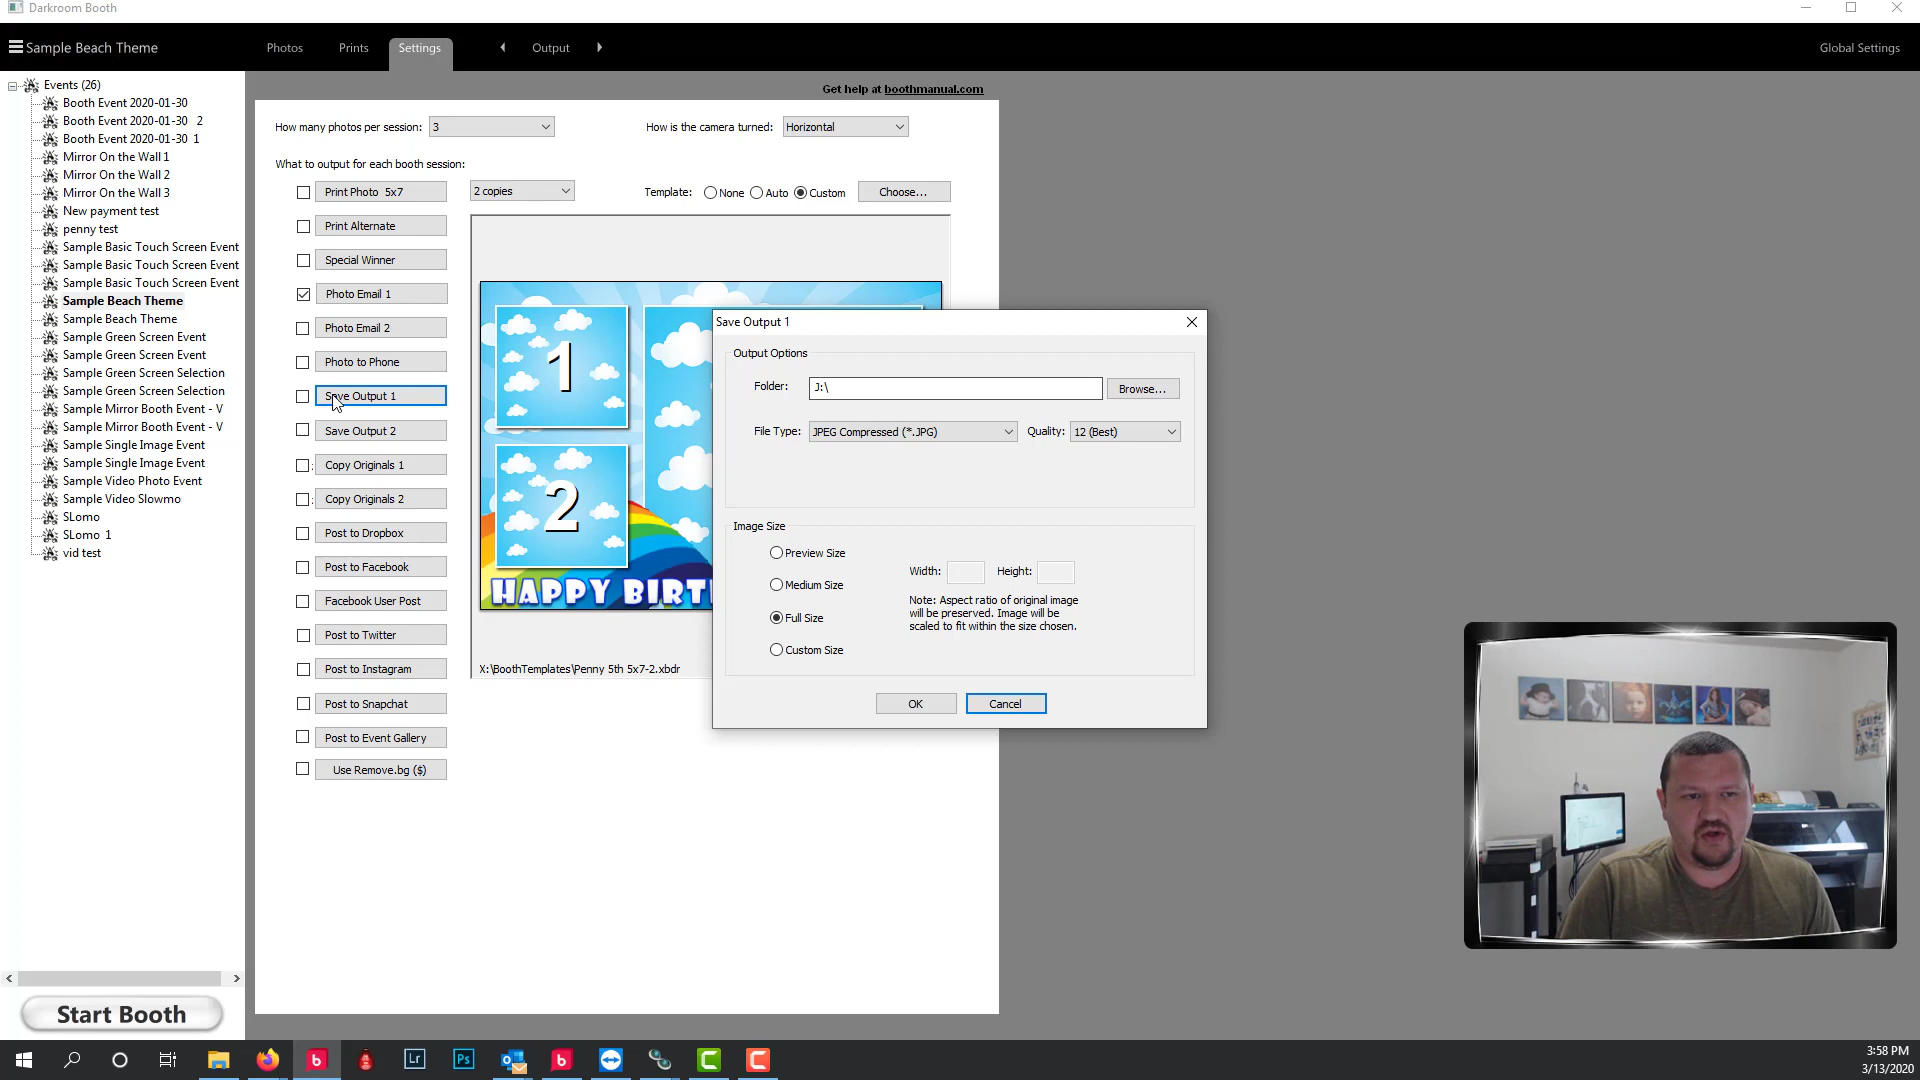 Darkroom Booth
Sample Beach Theme
Photos
Prints
Settings
Output
Global Settings
Events (26)
Booth Event 2020-01-30
Booth Event 2020-01-30 2
Booth Event 2020-01-30 1
Mirror On the Wall 1
Mirror On the Wall 2
Mirror On the Wall 3
New payment test
penny test
Sample Basic Touch Screen Event
Sample Basic Touch Screen Event
Sample Basic Touch Screen Event
Sample Beach Theme
Sample Beach Theme
Sample Green Screen Event
Sample Green Screen Event
Sample Green Screen Selection
Sample Green Screen Selection
Sample Mirror Booth Event - V
Sample Mirror Booth Event - V
Sample Single Image Event
Sample Single Image Event
Sample Video Photo Event
Sample Video Slowmo
SLomo
SLomo 1
vid test
Start Booth
Get help at boothmanual.com
How many photos per session: 3
How is the camera turned: Horizontal
What to output for each booth session:
Print Photo 5x7
2 copies
Template: None Auto Custom Choose...
Print Alternate
Special Winner
Photo Email 1
Photo Email 2
Photo to Phone
Save Output 1
Save Output 2
Copy Originals 1
Copy Originals 2
Post to Dropbox
Post to Facebook
Facebook User Post
Post to Twitter
Post to Instagram
Post to Snapchat
Post to Event Gallery
Use Remove.bg ($)
1
2
HAPPY BIRT
X:\BoothTemplates\Penny 5th 5x7-2.xbdr
Save Output 1
Output Options
Folder: J:\ Browse...
File Type: JPEG Compressed (*.JPG) Quality: 12 (Best)
Image Size
Preview Size
Medium Size
Full Size
Custom Size
Width: Height:
Note: Aspect ratio of original image
will be preserved. Image will be
scaled to fit within the size chosen.
OK
Cancel
Lr
Ps
3:58 PM
3/13/2020